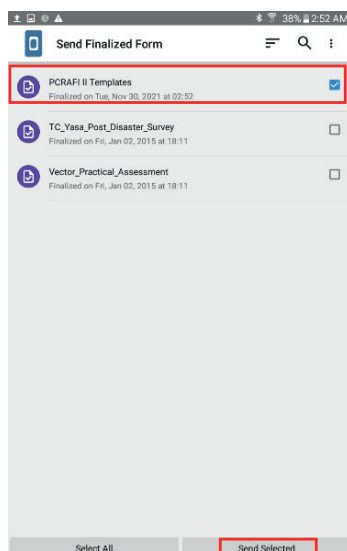 38% 2:52 AM
Send Finalized Form
PCRAFI II Templates
Finalized on Tue, Nov 30, 2021 at 02:52
TC_Yasa_Post_Disaster_Survey
Finalized on Fri, Jan 02, 2015 at 18:11
Vector_Practical_Assessment
Finalized on Fri, Jan 02, 2015 at 18:11
Select All Send Selected